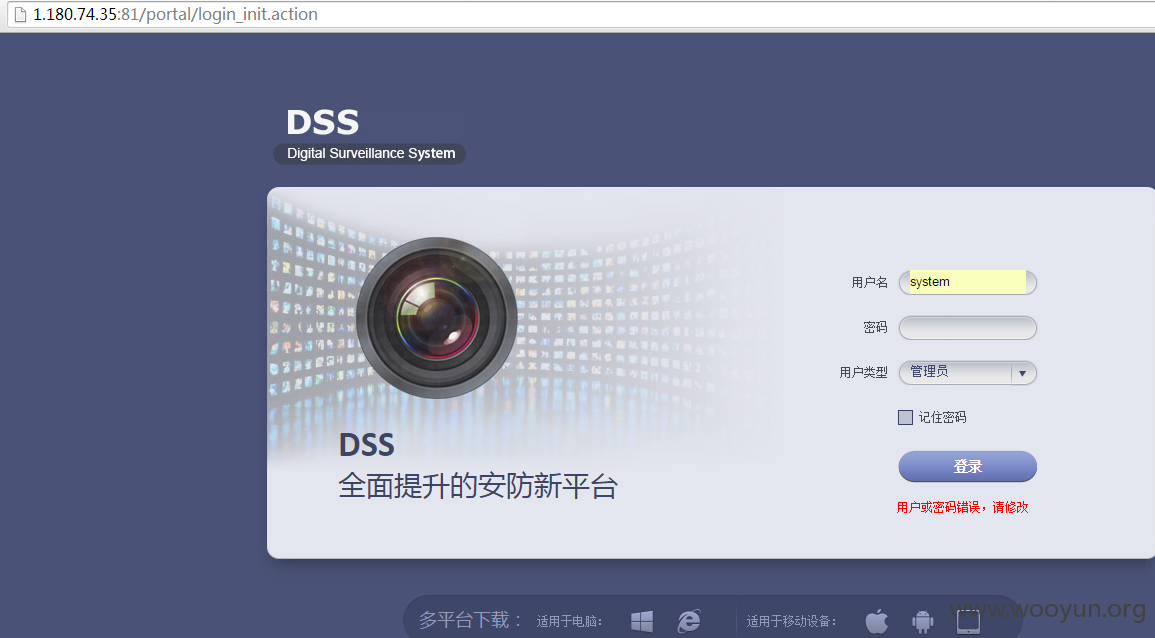 1.180.74.35:81/portal/login_init.action
DSS
Digital Surveillance System
用户名 system
密码
用户类型 管理员
记住密码
登录
用户或密码错误，请修改
DSS
全面提升的安防新平台
多平台下载： 适用于电脑： 适用于移动设备：
www.wooyun.org